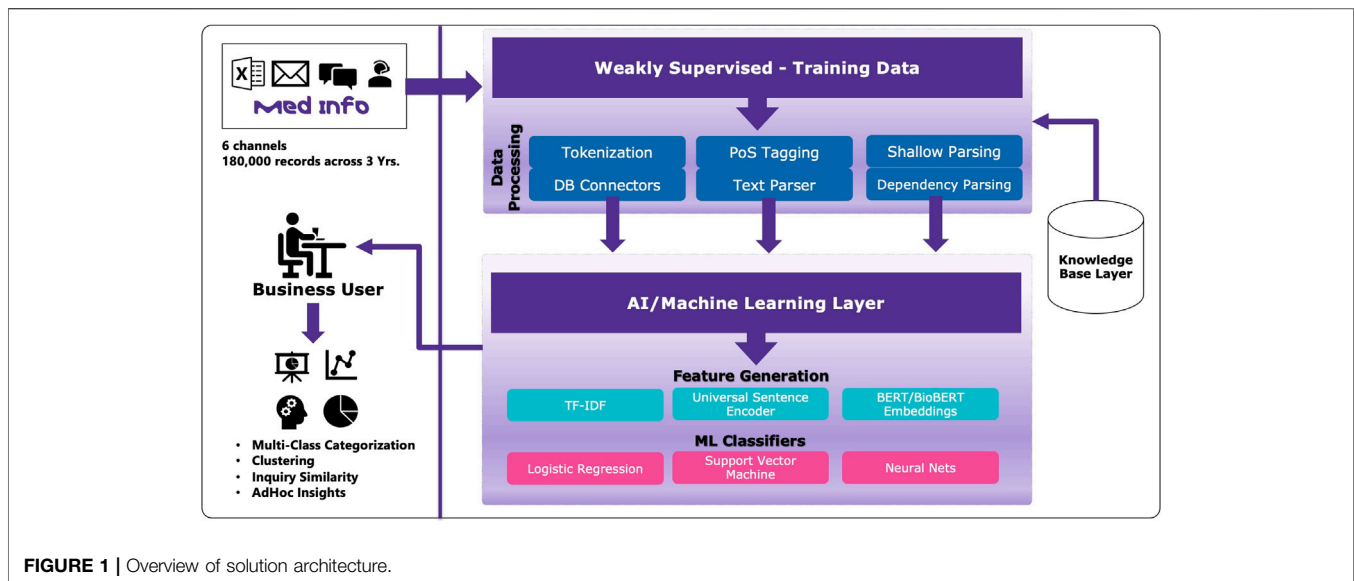 Med Info
6 channels
180,000 records across 3 Yrs.
Business User
• Multi-Class Categorization
• Clustering
• Inquiry Similarity
• AdHoc Insights
Weakly Supervised - Training Data
Data
Processing
Tokenization
PoS Tagging
Shallow Parsing
DB Connectors
Text Parser
Dependency Parsing
Knowledge
Base Layer
AI/Machine Learning Layer
Feature Generation
TF-IDF
Universal Sentence
Encoder
BERT/BioBERT
Embeddings
ML Classifiers
Logistic Regression
Support Vector
Machine
Neural Nets
FIGURE 1 | Overview of solution architecture.